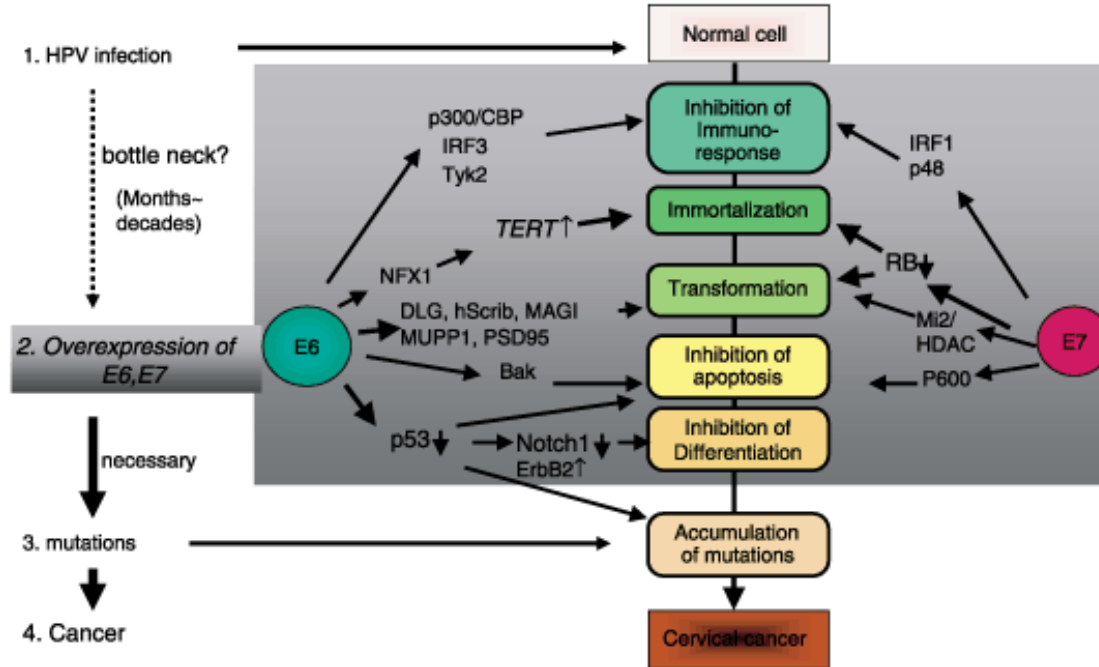 1. HPV infection
bottle neck?
(Months~
decades)
2. Overexpression of
E6,E7
necessary
3. mutations
4. Cancer
E6
p300/CBP
IRF3
Tyk2
NFX1
TERT↑
DLG, hScrib, MAGI
MUPP1, PSD95
Bak
p53↓
Notch1↓
ErbB2↑
Normal cell
Inhibition of
Immuno-
response
Immortalization
Transformation
Inhibition of
apoptosis
Inhibition of
Differentiation
Accumulation
of mutations
Cervical cancer
IRF1
p48
RB↓
Mi2/
HDAC
P600
E7